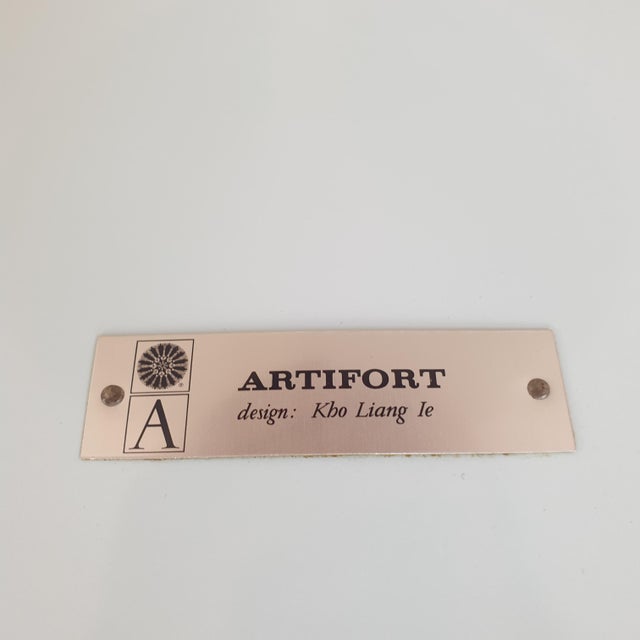 A
ARTIFORT
design: Kho Liang Ie